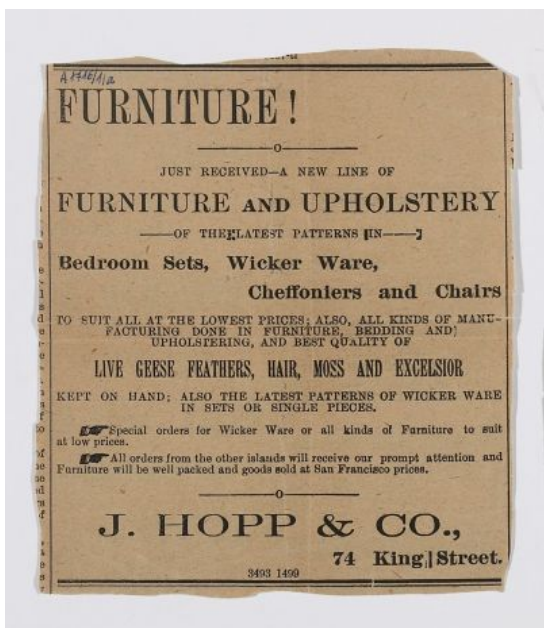 A 8716/1/a
FURNITURE !
JUST RECEIVED—A NEW LINE OF
FURNITURE AND UPHOLSTERY
OF THE LATEST PATTERNS IN
Bedroom Sets, Wicker Ware,
Cheffoniers and Chairs
TO SUIT ALL AT THE LOWEST PRICES; ALSO, ALL KINDS OF MANU-
FACTURING DONE IN FURNITURE, BEDDING AND
UPHOLSTERING, AND BEST QUALITY OF
LIVE GEESE FEATHERS, HAIR, MOSS AND EXCELSIOR
KEPT ON HAND; ALSO THE LATEST PATTERNS OF WICKER WARE
IN SETS OR SINGLE PIECES.
☛Special orders for Wicker Ware or all kinds of Furniture to suit
at low prices.
☛All orders from the other islands will receive our prompt attention and
Furniture will be well packed and goods sold at San Francisco prices.
J. HOPP & CO.,
74 King Street.
3493 1499